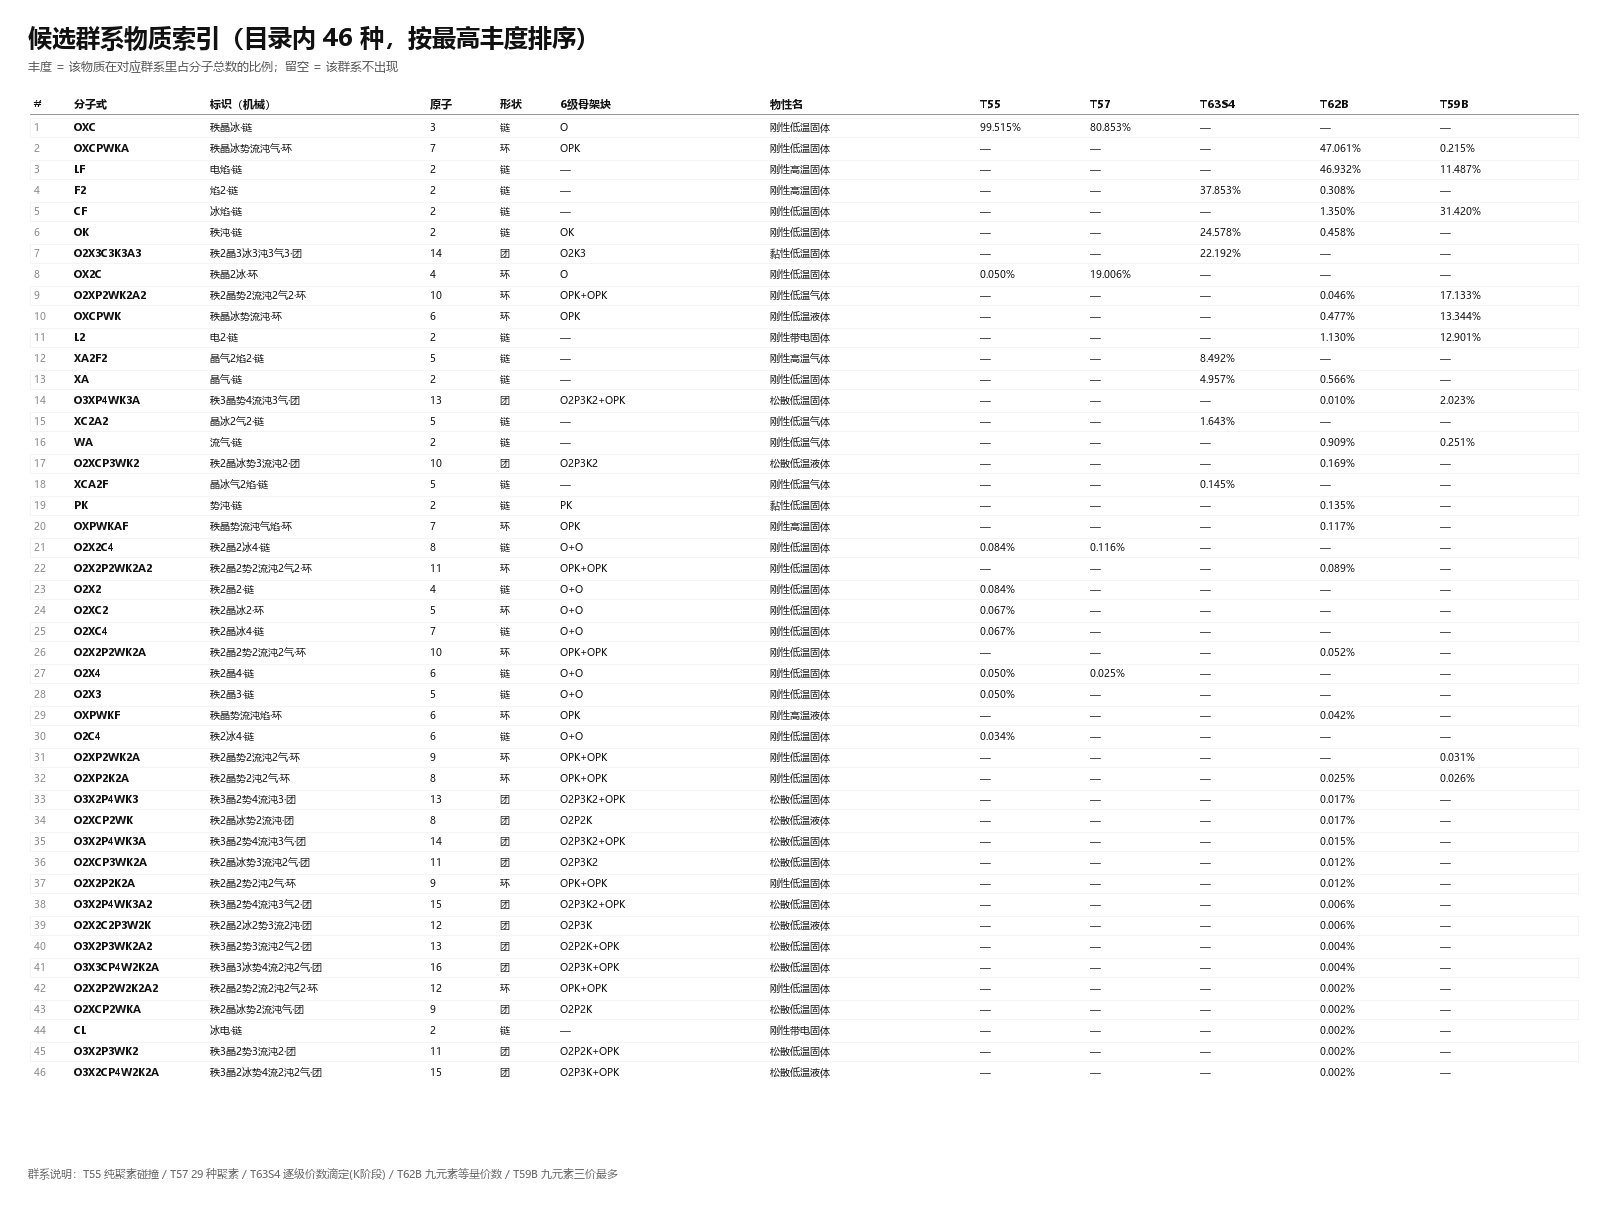 候选群系物质索引（目录内 46 种，按最高丰度排序）
丰度 = 该物质在对应群系里占分子总数的比例；留空 = 该群系不出现
# 分子式 标识（机械） 原子 形状 6级骨架块 物性名 T55 T57 T63S4 T62B T59B
1 OXC 秩晶冰·链 3 链 O 刚性低温固体 99.515% 80.853% — — —
2 OXCPWKA 秩晶冰势流沌气·环 7 环 OPK 刚性低温固体 — — — 47.061% 0.215%
3 LF 电焰·链 2 链 — 刚性高温固体 — — — 46.932% 11.487%
4 F2 焰2·链 2 链 — 刚性高温固体 — — 37.853% 0.308% —
5 CF 冰焰·链 2 链 — 刚性低温固体 — — — 1.350% 31.420%
6 OK 秩沌·链 2 链 OK 刚性低温固体 — — 24.578% 0.458% —
7 O2X3C3K3A3 秩2晶3冰3沌3气3·团 14 团 O2K3 黏性低温固体 — — 22.192% — —
8 OX2C 秩晶2冰·环 4 环 O 刚性低温固体 0.050% 19.006% — — —
9 O2XP2WK2A2 秩2晶势2流沌2气2·环 10 环 OPK+OPK 刚性低温气体 — — — 0.046% 17.133%
10 OXCPWK 秩晶冰势流沌·环 6 环 OPK 刚性低温液体 — — — 0.477% 13.344%
11 L2 电2·链 2 链 — 刚性带电固体 — — — 1.130% 12.901%
12 XA2F2 晶气2焰2·链 5 链 — 刚性高温气体 — — 8.492% — —
13 XA 晶气·链 2 链 — 刚性低温固体 — — 4.957% 0.566% —
14 O3XP4WK3A 秩3晶势4流沌3气·团 13 团 O2P3K2+OPK 松散低温固体 — — — 0.010% 2.023%
15 XC2A2 晶冰2气2·链 5 链 — 刚性低温气体 — — 1.643% — —
16 WA 流气·链 2 链 — 刚性低温固体 — — — 0.909% 0.251%
17 O2XCP3WK2 秩2晶冰势3流沌2·团 10 团 O2P3K2 松散低温液体 — — — 0.169% —
18 XCA2F 晶冰气2焰·链 5 链 — 刚性低温气体 — — 0.145% — —
19 PK 势沌·链 2 链 PK 黏性低温固体 — — — 0.135% —
20 OXPWKAF 秩晶势流沌气焰·环 7 环 OPK 刚性高温固体 — — — 0.117% —
21 O2X2C4 秩2晶2冰4·链 8 链 O+O 刚性低温固体 0.084% 0.116% — — —
22 O2X2P2WK2A2 秩2晶2势2流沌2气2·环 11 环 OPK+OPK 刚性低温固体 — — — 0.089% —
23 O2X2 秩2晶2·链 4 链 O+O 刚性低温固体 0.084% — — — —
24 O2XC2 秩2晶冰2·环 5 环 O+O 刚性低温固体 0.067% — — — —
25 O2XC4 秩2晶冰4·链 7 链 O+O 刚性低温固体 0.067% — — — —
26 O2X2P2WK2A 秩2晶2势2流沌2气·环 10 环 OPK+OPK 刚性低温固体 — — — 0.052% —
27 O2X4 秩2晶4·链 6 链 O+O 刚性低温固体 0.050% 0.025% — — —
28 O2X3 秩2晶3·链 5 链 O+O 刚性低温固体 0.050% — — — —
29 OXPWKF 秩晶势流沌焰·环 6 环 OPK 刚性高温液体 — — — 0.042% —
30 O2C4 秩2冰4·链 6 链 O+O 刚性低温固体 0.034% — — — —
31 O2XP2WK2A 秩2晶势2流沌2气·环 9 环 OPK+OPK 刚性低温固体 — — — — 0.031%
32 O2XP2K2A 秩2晶势2沌2气·环 8 环 OPK+OPK 刚性低温固体 — — — 0.025% 0.026%
33 O3X2P4WK3 秩3晶2势4流沌3·团 13 团 O2P3K2+OPK 松散低温固体 — — — 0.017% —
34 O2XCP2WK 秩2晶冰势2流沌·团 8 团 O2P2K 松散低温液体 — — — 0.017% —
35 O3X2P4WK3A 秩3晶2势4流沌3气·团 14 团 O2P3K2+OPK 松散低温固体 — — — 0.015% —
36 O2XCP3WK2A 秩2晶冰势3流沌2气·团 11 团 O2P3K2 松散低温固体 — — — 0.012% —
37 O2X2P2K2A 秩2晶2势2沌2气·环 9 环 OPK+OPK 刚性低温固体 — — — 0.012% —
38 O3X2P4WK3A2 秩3晶2势4流沌3气2·团 15 团 O2P3K2+OPK 松散低温固体 — — — 0.006% —
39 O2X2C2P3W2K 秩2晶2冰2势3流2沌·团 12 团 O2P3K 松散低温液体 — — — 0.006% —
40 O3X2P3WK2A2 秩3晶2势3流沌2气2·团 13 团 O2P2K+OPK 松散低温固体 — — — 0.004% —
41 O3X3CP4W2K2A 秩3晶3冰势4流2沌2气·团 16 团 O2P3K+OPK 松散低温固体 — — — 0.004% —
42 O2X2P2W2K2A2 秩2晶2势2流2沌2气2·环 12 环 OPK+OPK 刚性低温固体 — — — 0.002% —
43 O2XCP2WKA 秩2晶冰势2流沌气·团 9 团 O2P2K 松散低温固体 — — — 0.002% —
44 CL 冰电·链 2 链 — 刚性带电固体 — — — 0.002% —
45 O3X2P3WK2 秩3晶2势3流沌2·团 11 团 O2P2K+OPK 松散低温固体 — — — 0.002% —
46 O3X2CP4W2K2A 秩3晶2冰势4流2沌2气·团 15 团 O2P3K+OPK 松散低温液体 — — — 0.002% —
群系说明：T55 纯聚素碰撞 / T57 29 种聚素 / T63S4 逐级价数滴定(K阶段) / T62B 九元素等量价数 / T59B 九元素三价最多